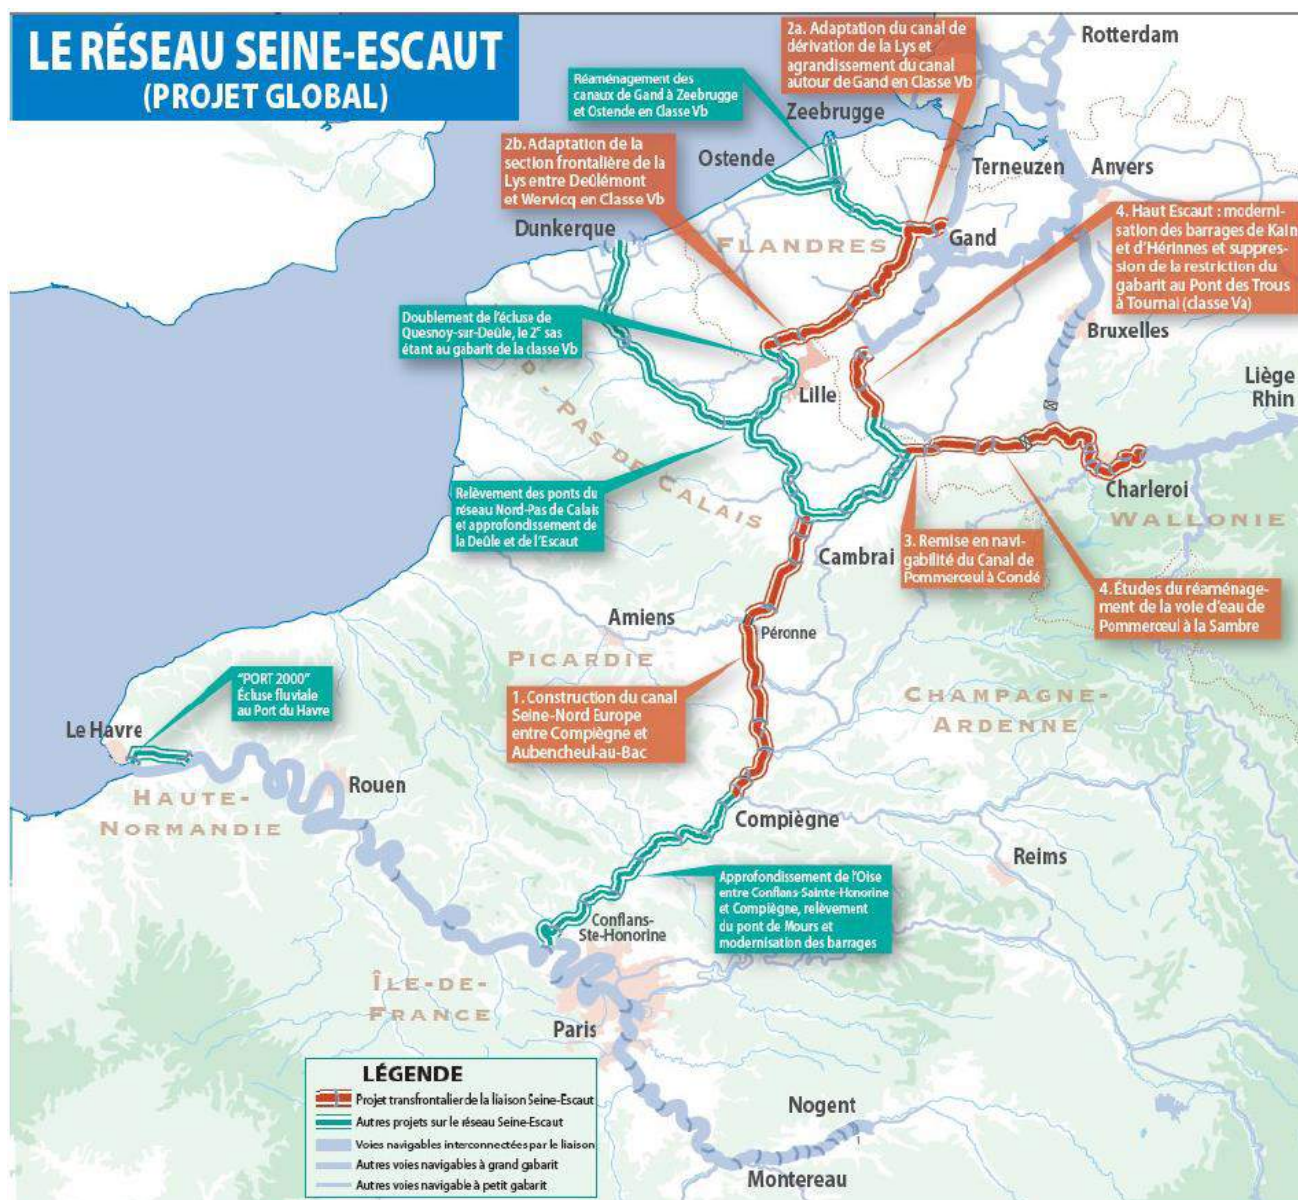 LE RÉSEAU SEINE-ESCAUT
(PROJET GLOBAL)
2a. Adaptation du canal de
dérivation de la Lys et
agrandissement du canal
autour de Gand en Classe Vb
Rotterdam
Réaménagement des
canaux de Gand à Zeebrugge
et Ostende en Classe Vb
Zeebrugge
2b. Adaptation de la
section frontalière de la
Lys entre Deûlémont
et Wervicq en Classe Vb
Ostende
Terneuzen
Anvers
Dunkerque
FLANDRES
Gand
4. Haut Escaut : moderni-
sation des barrages de Kain
et d'Hérinnes et suppres-
sion de la restriction du
gabarit au Pont des Trous
à Tournai (classe Va)
Doublement de l'écluse de
Quesnoy-sur-Deûle, le 2e sas
étant au gabarit de la classe Vb
Bruxelles
Lille
Liège
Rhin
D - PAS DE CALAIS
Relèvement des ponts du
réseau Nord-Pas de Calais
et approfondissement de
la Deûle et de l'Escaut
Charleroi
WALLONIE
Cambrai
3. Remise en navi-
gabilité du Canal de
Pommerœul à Condé
4. Études du réaménage-
ment de la voie d'eau de
Pommerœul à la Sambre
Amiens
Péronne
PICARDIE
"PORT 2000"
Écluse fluviale
au Port du Havre
1. Construction du canal
Seine-Nord Europe
entre Compiègne et
Aubencheul-au-Bac
CHAMPAGNE-
ARDENNE
Le Havre
Rouen
HAUTE-
NORMANDIE
Compiègne
Reims
Approfondissement de l'Oise
entre Conflans-Sainte-Honorine
et Compiègne, relèvement
du pont de Mours et
modernisation des barrages
Conflans-
Ste-Honorine
ÎLE-DE-
FRANCE
Paris
LÉGENDE
Projet transfrontalier de la liaison Seine-Escaut
Autres projets sur le réseau Seine-Escaut
Voies navigables interconnectées par le liaison
Autres voies navigables à grand gabarit
Autres voies navigable à petit gabarit
Nogent
Montereau